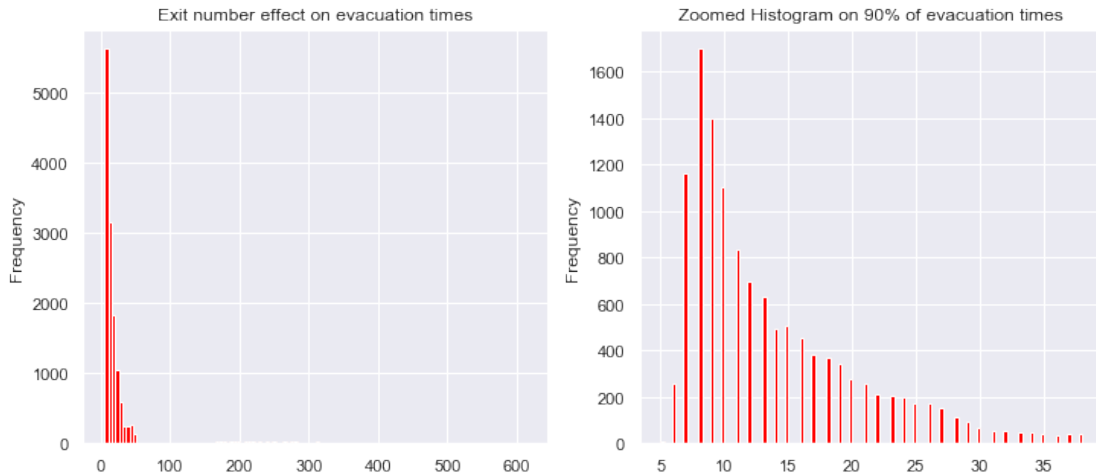 Exit number effect on evacuation times
Frequency
5000
4000
3000
2000
1000
0
0 100 200 300 400 500 600
Zoomed Histogram on 90% of evacuation times
Frequency
1600
1400
1200
1000
800
600
400
200
0
5 10 15 20 25 30 35